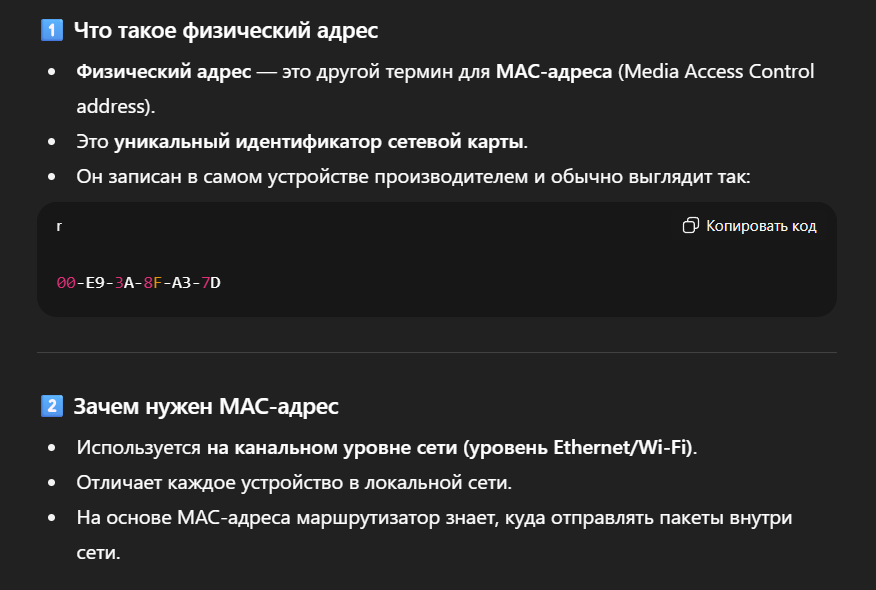 1 Что такое физический адрес
• Физический адрес — это другой термин для MAC-адреса (Media Access Control
address).
• Это уникальный идентификатор сетевой карты.
• Он записан в самом устройстве производителем и обычно выглядит так:
r Копировать код
00-E9-3A-8F-A3-7D
2 Зачем нужен MAC-адрес
• Используется на канальном уровне сети (уровень Ethernet/Wi-Fi).
• Отличает каждое устройство в локальной сети.
• На основе MAC-адреса маршрутизатор знает, куда отправлять пакеты внутри
сети.